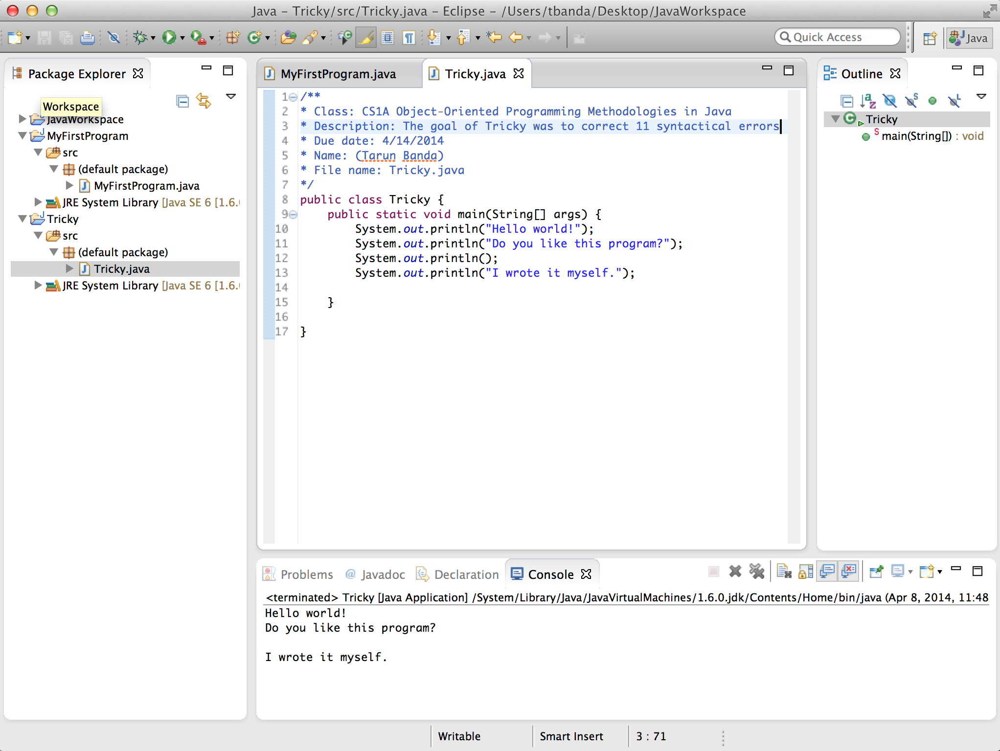 Java – Tricky/src/Tricky.java – Eclipse – /Users/tbanda/Desktop/JavaWorkspace
Quick Access
Java
Package Explorer
Workspace
JavaWorkspace
MyFirstProgram
src
(default package)
MyFirstProgram.java
JRE System Library [Java SE 6 [1.6.
Tricky
src
(default package)
Tricky.java
JRE System Library [Java SE 6 [1.6.
MyFirstProgram.java
Tricky.java
1 /**
2 * Class: CS1A Object-Oriented Programming Methodologies in Java
3 * Description: The goal of Tricky was to correct 11 syntactical errors
4 * Due date: 4/14/2014
5 * Name: (Tarun Banda)
6 * File name: Tricky.java
7 */
8 public class Tricky {
9     public static void main(String[] args) {
10         System.out.println("Hello world!");
11         System.out.println("Do you like this program?");
12         System.out.println();
13         System.out.println("I wrote it myself.");
14
15     }
16
17 }
Outline
Tricky
main(String[]) : void
Problems
@ Javadoc
Declaration
Console
<terminated> Tricky [Java Application] /System/Library/Java/JavaVirtualMachines/1.6.0.jdk/Contents/Home/bin/java (Apr 8, 2014, 11:48
Hello world!
Do you like this program?
I wrote it myself.
Writable
Smart Insert
3 : 71